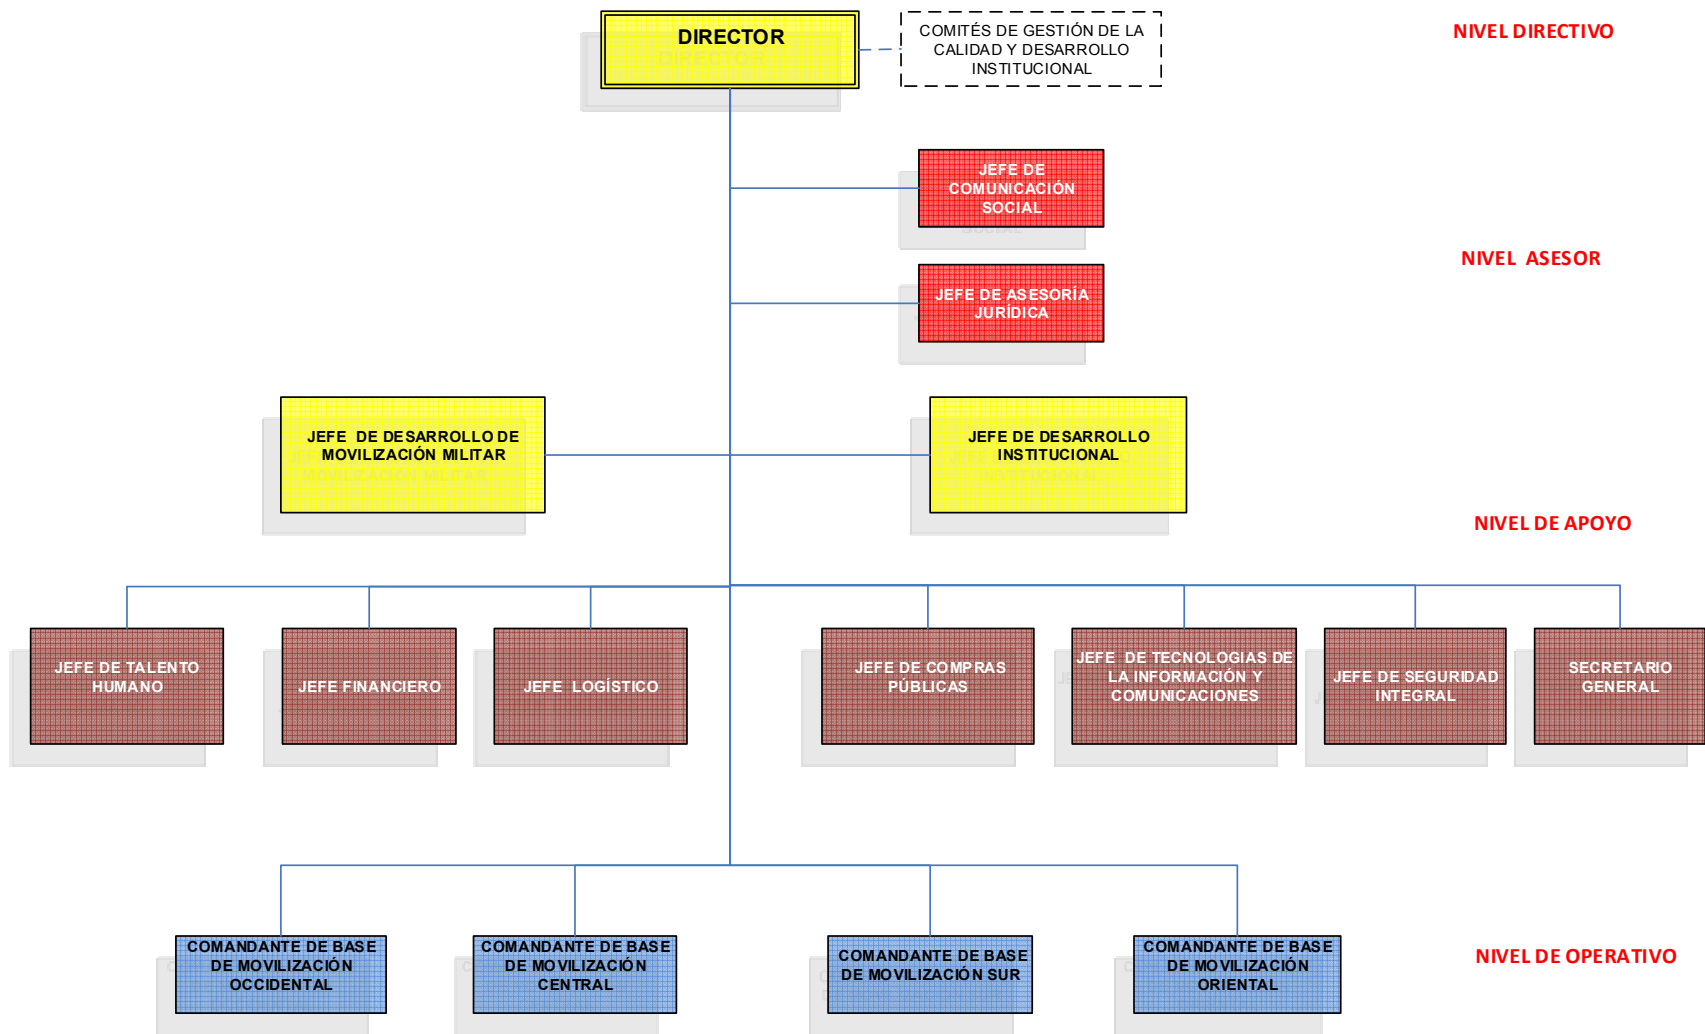 DIRECTOR
COMITÉS DE GESTIÓN DE LA
CALIDAD Y DESARROLLO
INSTITUCIONAL
NIVEL DIRECTIVO
JEFE DE
COMUNICACIÓN
SOCIAL
NIVEL ASESOR
JEFE DE ASESORÍA
JURÍDICA
JEFE DE DESARROLLO DE
MOVILIZACIÓN MILITAR
JEFE DE DESARROLLO
INSTITUCIONAL
NIVEL DE APOYO
JEFE DE TALENTO
HUMANO
JEFE FINANCIERO
JEFE LOGÍSTICO
JEFE DE COMPRAS
PÚBLICAS
JEFE DE TECNOLOGIAS DE
LA INFORMACIÓN Y
COMUNICACIONES
JEFE DE SEGURIDAD
INTEGRAL
SECRETARIO
GENERAL
COMANDANTE DE BASE
DE MOVILIZACIÓN
OCCIDENTAL
COMANDANTE DE BASE
DE MOVILIZACIÓN
CENTRAL
COMANDANTE DE BASE
DE MOVILIZACIÓN SUR
COMANDANTE DE BASE
DE MOVILIZACIÓN
ORIENTAL
NIVEL DE OPERATIVO